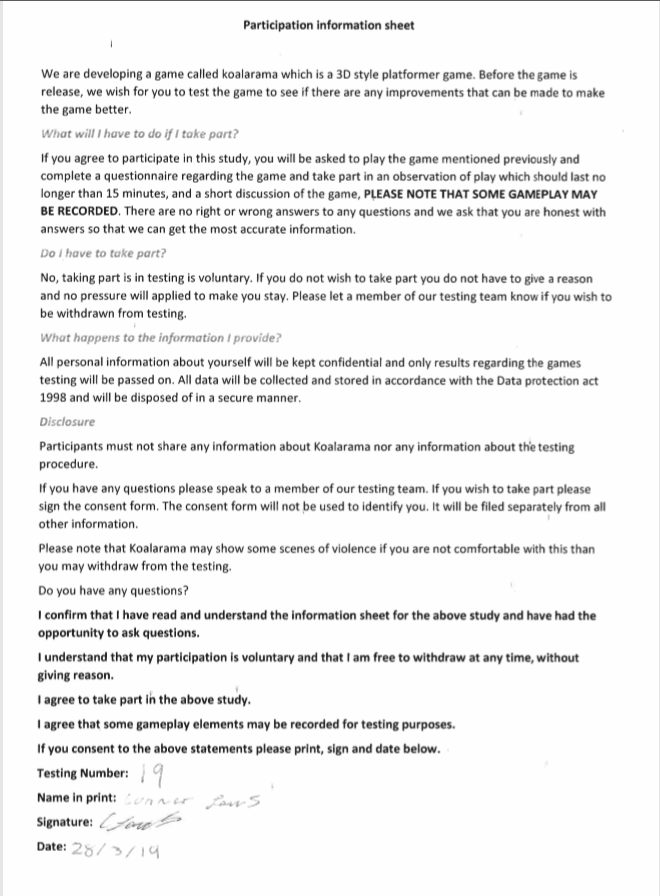 Participation information sheet
We are developing a game called koalarama which is a 3D style platformer game. Before the game is
release, we wish for you to test the game to see if there are any improvements that can be made to make
the game better.
What will I have to do if I take part?
If you agree to participate in this study, you will be asked to play the game mentioned previously and
complete a questionnaire regarding the game and take part in an observation of play which should last no
longer than 15 minutes, and a short discussion of the game, PLEASE NOTE THAT SOME GAMEPLAY MAY
BE RECORDED. There are no right or wrong answers to any questions and we ask that you are honest with
answers so that we can get the most accurate information.
Do I have to take part?
No, taking part is in testing is voluntary. If you do not wish to take part you do not have to give a reason
and no pressure will applied to make you stay. Please let a member of our testing team know if you wish to
be withdrawn from testing.
What happens to the information I provide?
All personal information about yourself will be kept confidential and only results regarding the games
testing will be passed on. All data will be collected and stored in accordance with the Data protection act
1998 and will be disposed of in a secure manner.
Disclosure
Participants must not share any information about Koalarama nor any information about the testing
procedure.
If you have any questions please speak to a member of our testing team. If you wish to take part please
sign the consent form. The consent form will not be used to identify you. It will be filed separately from all
other information.
Please note that Koalarama may show some scenes of violence if you are not comfortable with this than
you may withdraw from the testing.
Do you have any questions?
I confirm that I have read and understand the information sheet for the above study and have had the
opportunity to ask questions.
I understand that my participation is voluntary and that I am free to withdraw at any time, without
giving reason.
I agree to take part in the above study.
I agree that some gameplay elements may be recorded for testing purposes.
If you consent to the above statements please print, sign and date below.
Testing Number: 19
Name in print:
Signature:
Date: 28/3/19